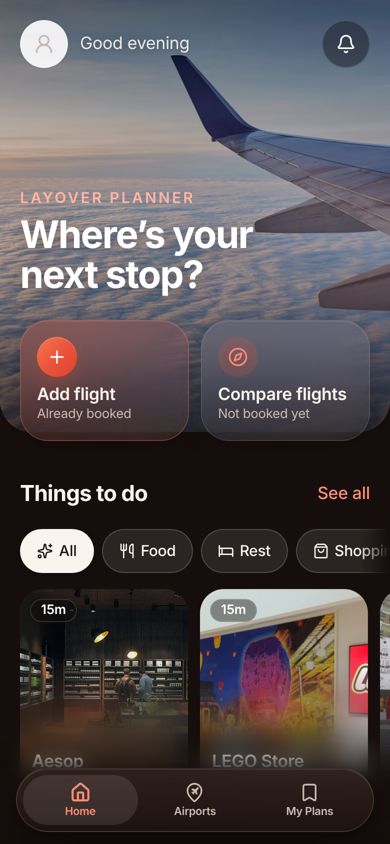 Good evening
LAYOVER PLANNER
Where's your
next stop?
Add flight
Already booked
Compare flights
Not booked yet
Things to do
See all
All
Food
Rest
Shoppin
15m
15m
Aesop
LEGO Store
Home
Airports
My Plans